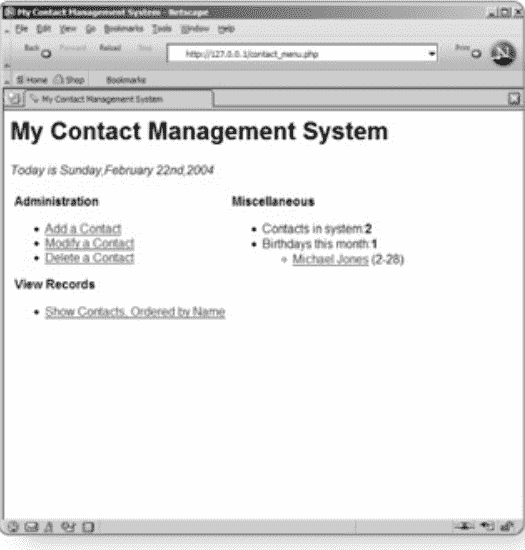 My Contact Management System - Netscape
File Edit View Go Bookmarks Tools Window Help
Back Forward Reload Stop http://127.0.0.1/contact_menu.php Print
Home Shop Bookmarks
My Contact Management System
My Contact Management System
Today is Sunday,February 22nd,2004
Administration
Add a Contact
Modify a Contact
Delete a Contact
View Records
Show Contacts, Ordered by Name
Miscellaneous
Contacts in system:2
Birthdays this month:1
Michael Jones (2-28)